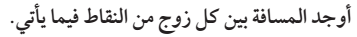 أوجد المسافة بين كل زوج من النقاط فيما يأتي.